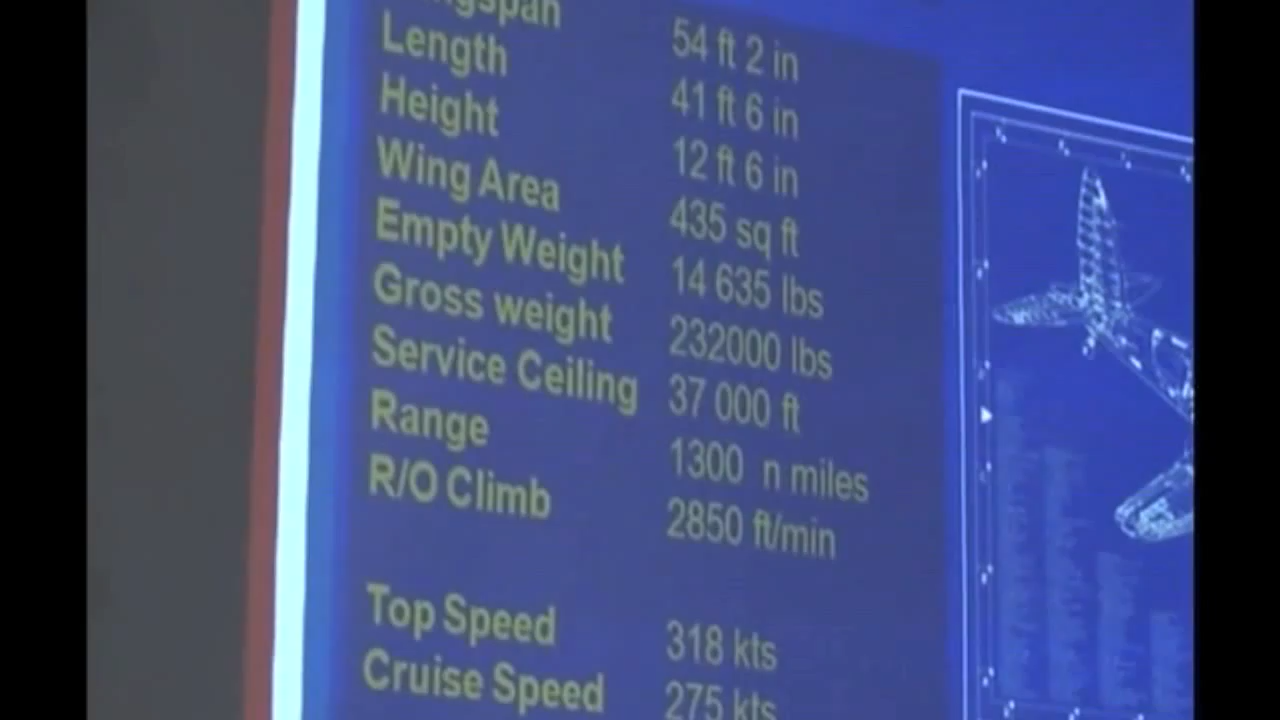 ngspan 54 ft 2 in
Length 41 ft 6 in
Height 12 ft 6 in
Wing Area 435 sq ft
Empty Weight 14 635 lbs
Gross weight 232000 lbs
Service Ceiling 37 000 ft
Range 1300 n miles
R/O Climb 2850 ft/min
Top Speed 318 kts
Cruise Speed 275 kts